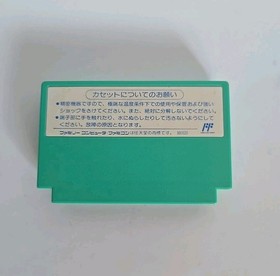 カセットについてのお願い
●精密機器ですので、極端な温度条件下での使用や保管および強い
ショックをさけてください。また、絶対に分解しないでください。
●端子部に手を触れたり、水にぬらしたりして汚さないようにして
ください。故障の原因となります。
ファミリーコンピュータ ファミコンは任天堂の商標です。
FF